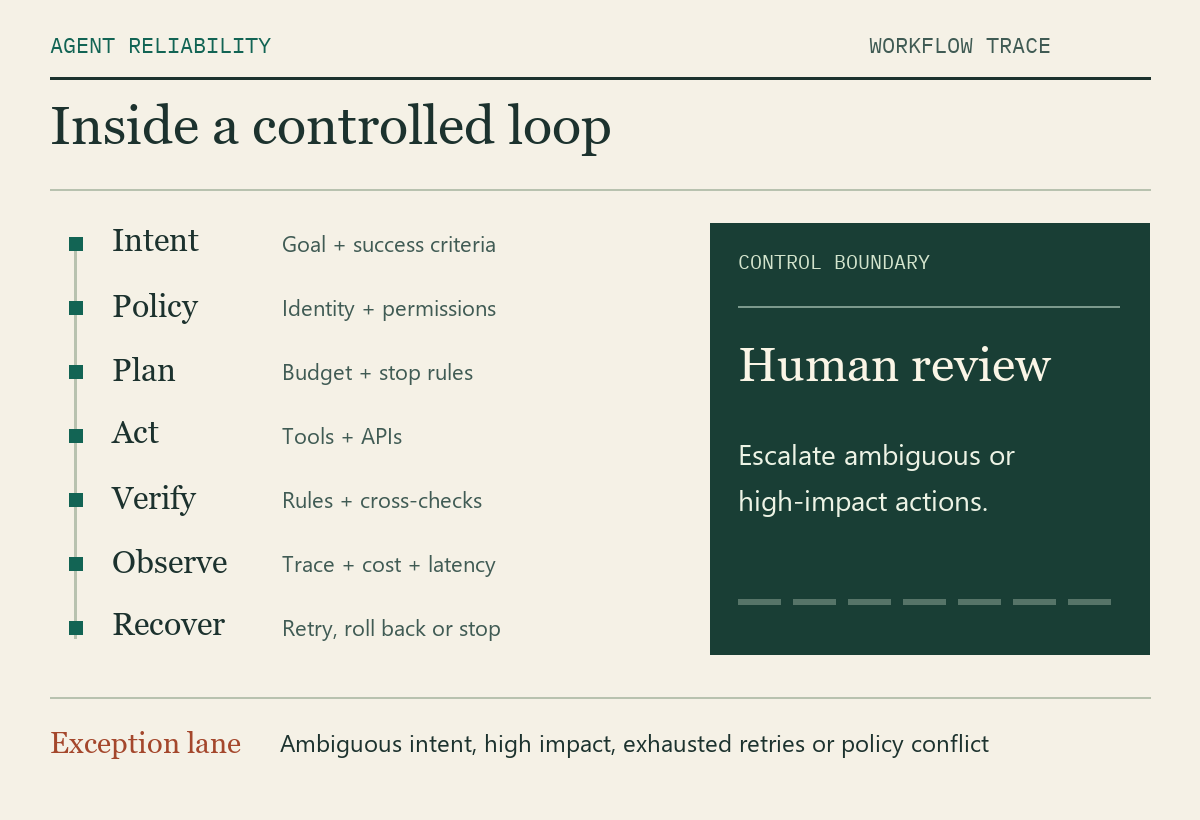 AGENT RELIABILITY
WORKFLOW TRACE
Inside a controlled loop
Intent
Goal + success criteria
Policy
Identity + permissions
Plan
Budget + stop rules
Act
Tools + APIs
Verify
Rules + cross-checks
Observe
Trace + cost + latency
Recover
Retry, roll back or stop
CONTROL BOUNDARY
Human review
Escalate ambiguous or
high-impact actions.
Exception lane
Ambiguous intent, high impact, exhausted retries or policy conflict